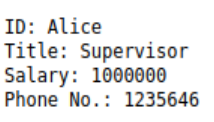 ID: Alice
Title: Supervisor
Salary: 1000000
Phone No.: 1235646